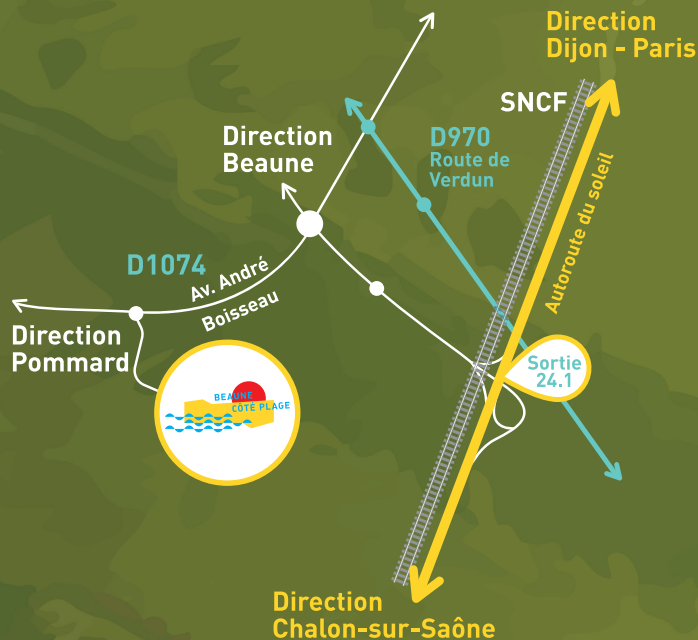 Direction
Dijon - Paris
SNCF
Direction
Beaune
D970
Route de
Verdun
Autoroute du soleil
D1074
Av. André
Boisseau
Direction
Pommard
Sortie
24.1
BEAUNE
CÔTÉ PLAGE
Direction
Chalon-sur-Saône